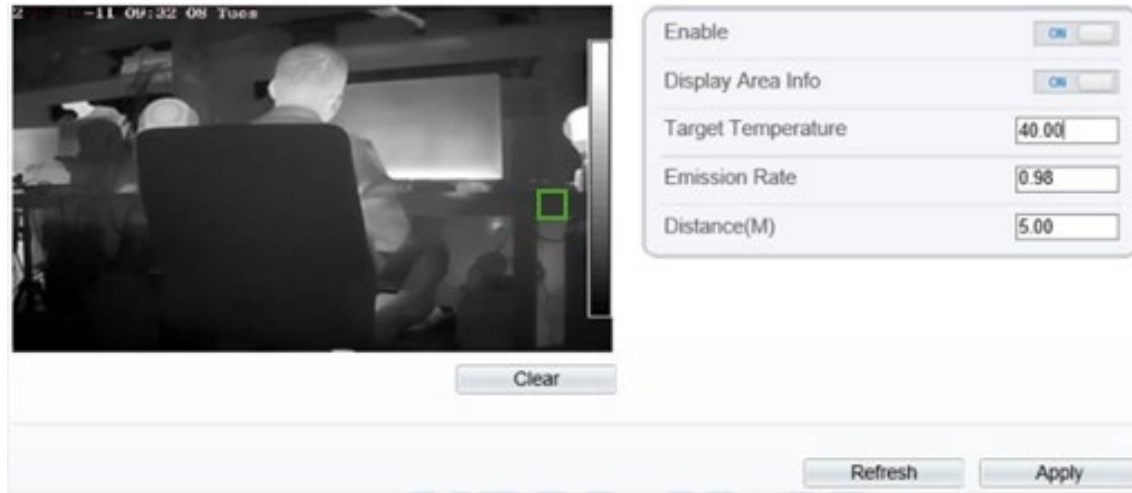 -11 09:32 08 Tues
Enable
ON
Display Area Info
ON
Target Temperature
40.00
Emission Rate
0.98
Distance(M)
5.00
Clear
Refresh
Apply